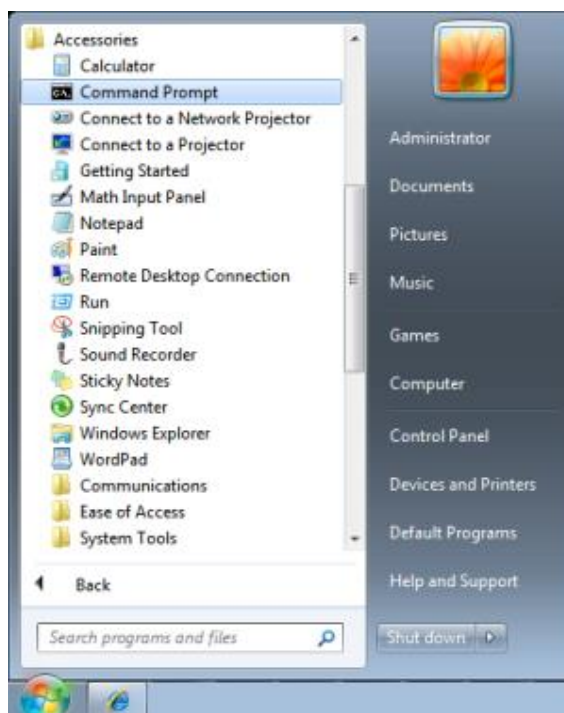 Accessories
Calculator
Command Prompt
Connect to a Network Projector
Connect to a Projector
Getting Started
Math Input Panel
Notepad
Paint
Remote Desktop Connection
Run
Snipping Tool
Sound Recorder
Sticky Notes
Sync Center
Windows Explorer
WordPad
Communications
Ease of Access
System Tools
Back
Search programs and files
Administrator
Documents
Pictures
Music
Games
Computer
Control Panel
Devices and Printers
Default Programs
Help and Support
Shut down